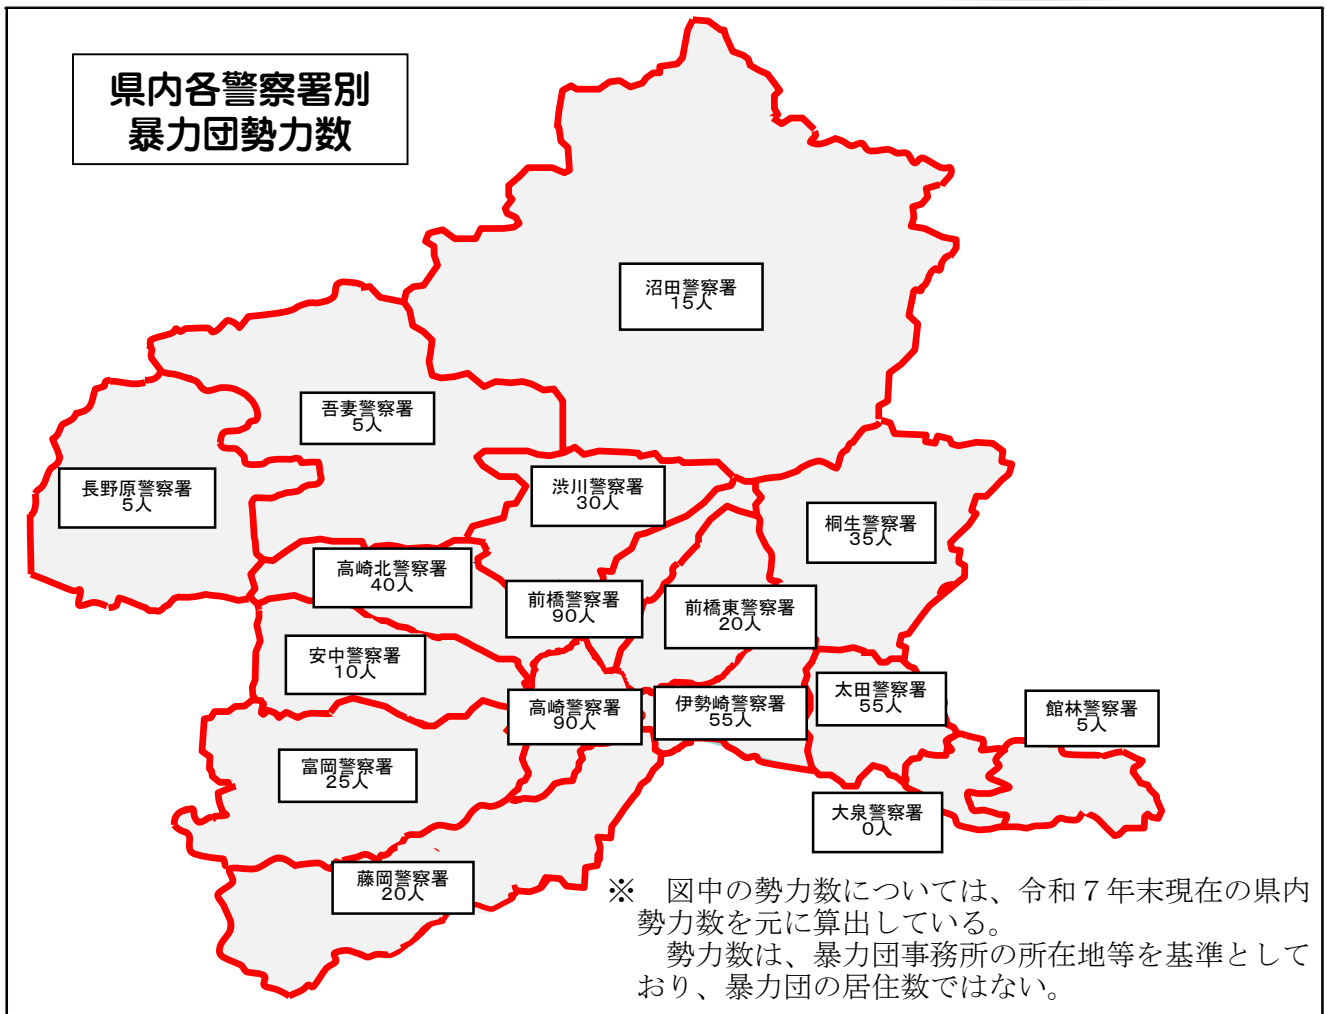 県内各警察署別
暴力団勢力数
沼田警察署
15人
吾妻警察署
5人
長野原警察署
5人
渋川警察署
30人
桐生警察署
35人
高崎北警察署
40人
前橋警察署
90人
前橋東警察署
20人
安中警察署
10人
高崎警察署
90人
伊勢崎警察署
55人
太田警察署
55人
館林警察署
5人
富岡警察署
25人
大泉警察署
0人
藤岡警察署
20人
※　図中の勢力数については、令和７年末現在の県内
勢力数を元に算出している。
勢力数は、暴力団事務所の所在地等を基準として
おり、暴力団の居住数ではない。